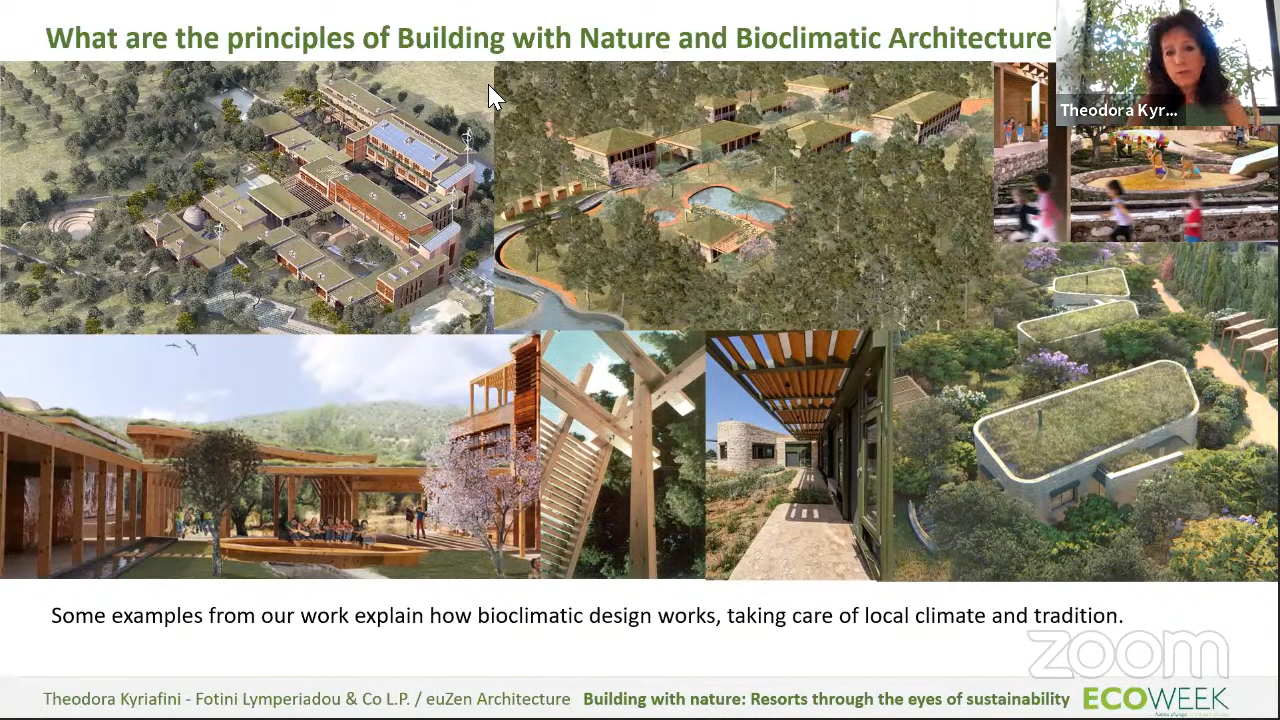 What are the principles of Building with Nature and Bioclimatic Architecture
Theodora Kyr...
Some examples from our work explain how bioclimatic design works, taking care of local climate and tradition.
zoom
Theodora Kyriafini - Fotini Lymperiadou & Co L.P. / euZen Architecture Building with nature: Resorts through the eyes of sustainability ECOWEEK